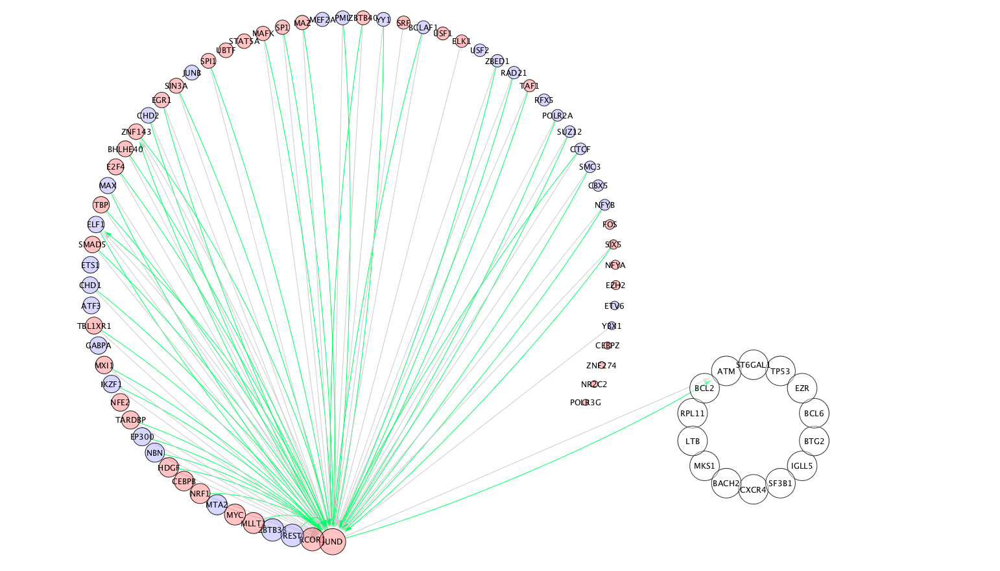 PML
ZBTB40
YY1
MEF2A
SRF
MAZ
BCLAF1
SP1
USF1
MAFK
ELK1
STAT5A
USF2
UBTF
ZBED1
SPI1
RAD21
JUNB
TAF1
SIN3A
RFX5
EGR1
POLR2A
CHD2
SUZ12
ZNF143
CTCF
BHLHE40
SMC3
E2F4
CBX5
MAX
NFYB
TBP
FOS
ELF1
SIX5
SMAD5
NFYA
ETS1
EZH2
CHD1
ETV6
ATF3
YBX1
TBL1XR1
CEBPZ
GABPA
ZNF274
MXI1
NR2C2
IKZF1
POLR3G
NFE2
TARDBP
EP300
NBN
HDGF
CEBPB
NRF1
MTA2
MYC
MLLT1
ZBTB33
REST
RCOR1
JUND
ST6GAL1
ATM
TP53
BCL2
EZR
RPL11
BCL6
LTB
BTG2
MKS1
IGLL5
BACH2
SF3B1
CXCR4